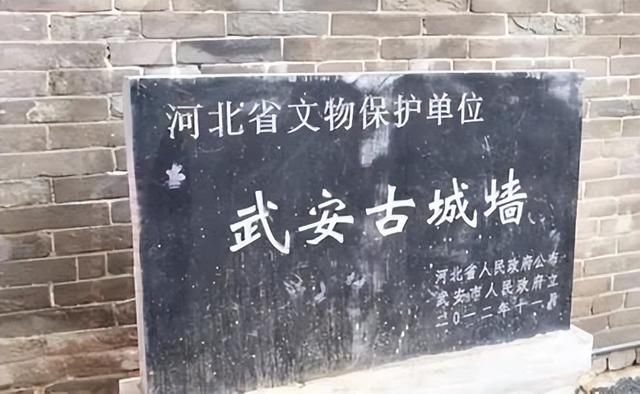 河北省文物保护单位
武安古城墙
河北省人民政府公布
武安市人民政府立
二〇一二年十一月